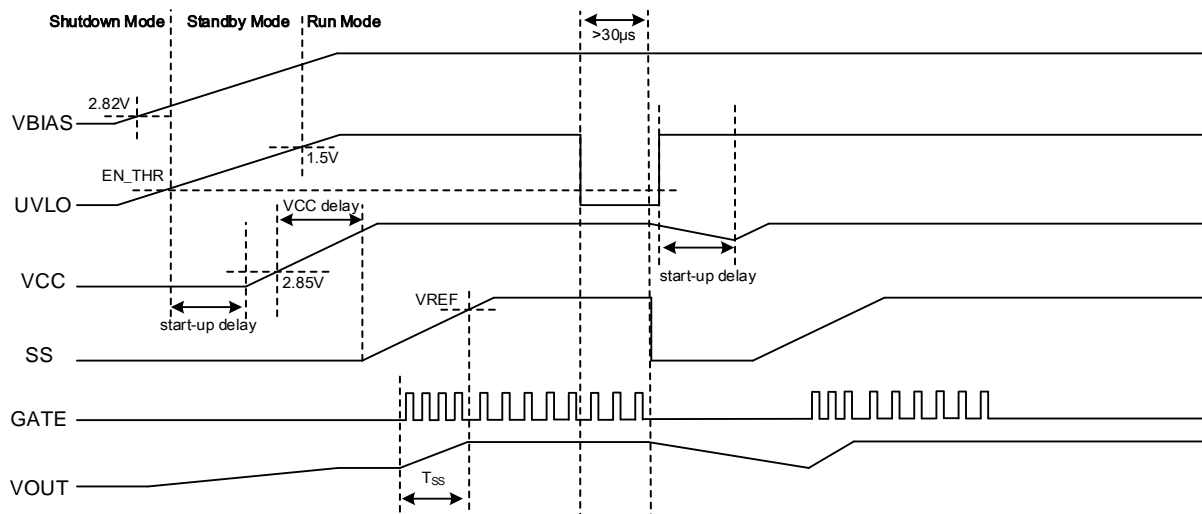 Shutdown Mode
Standby Mode
Run Mode
>30µs
2.82V
VBIAS
1.5V
EN_THR
UVLO
VCC delay
VCC
2.85V
start-up delay
start-up delay
VREF
SS
GATE
TSS
VOUT